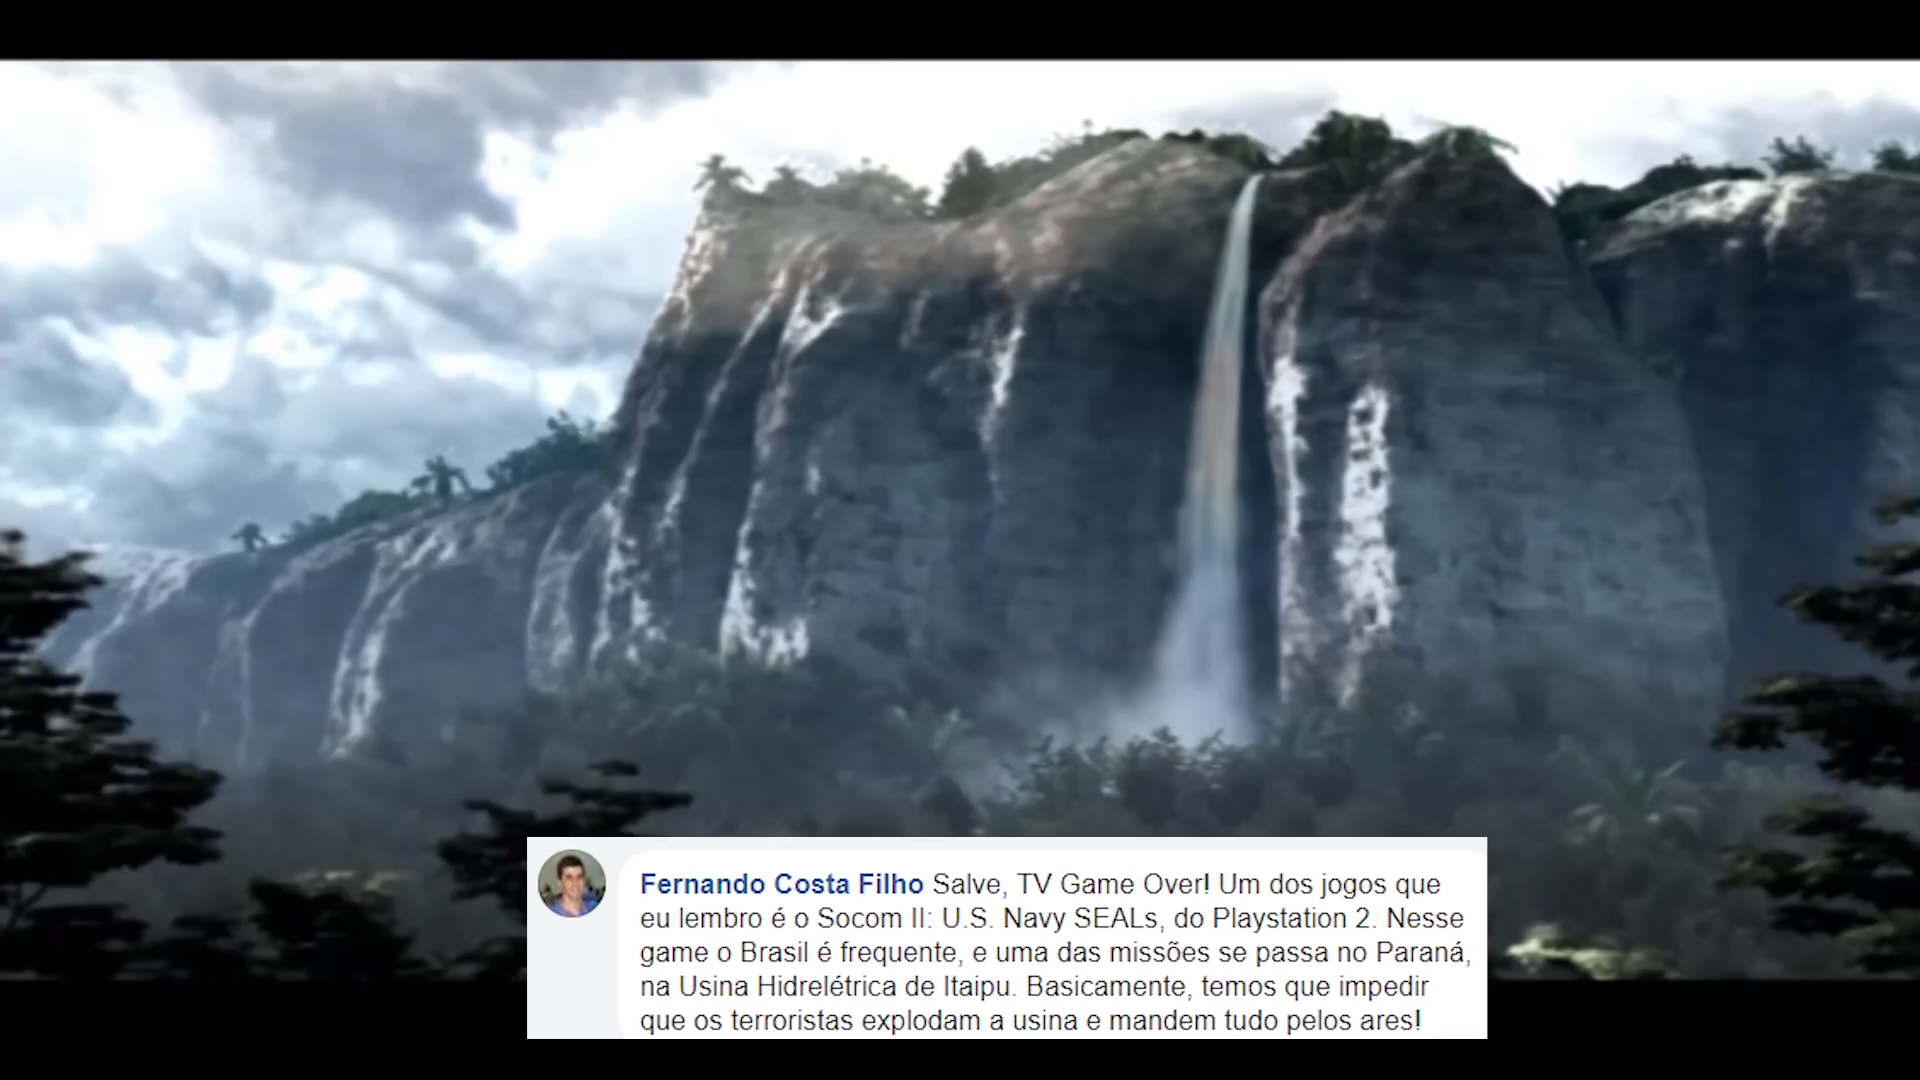 Fernando Costa Filho Salve, TV Game Over! Um dos jogos que
eu lembro é o Socom II: U.S. Navy SEALs, do Playstation 2. Nesse
game o Brasil é frequente, e uma das missões se passa no Paraná,
na Usina Hidrelétrica de Itaipu. Basicamente, temos que impedir
que os terroristas explodam a usina e mandem tudo pelos ares!